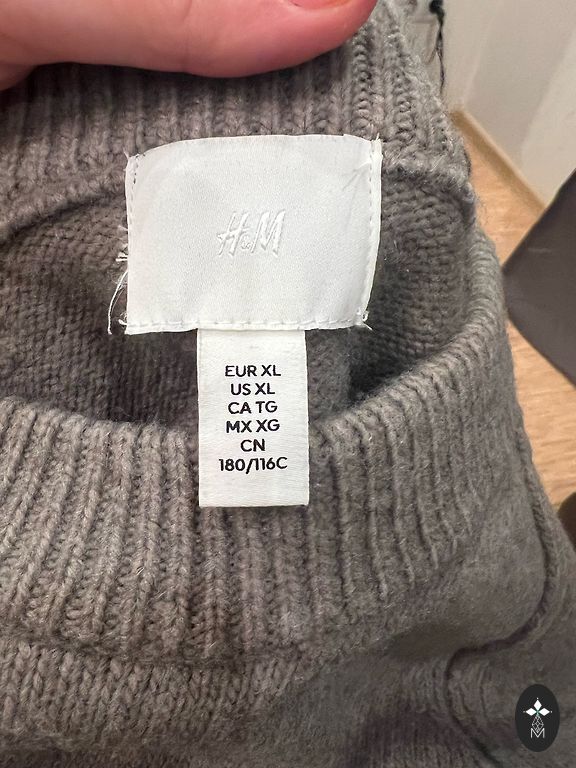 H&M
EUR XL
US XL
CA TG
MX XG
CN
180/116C
M